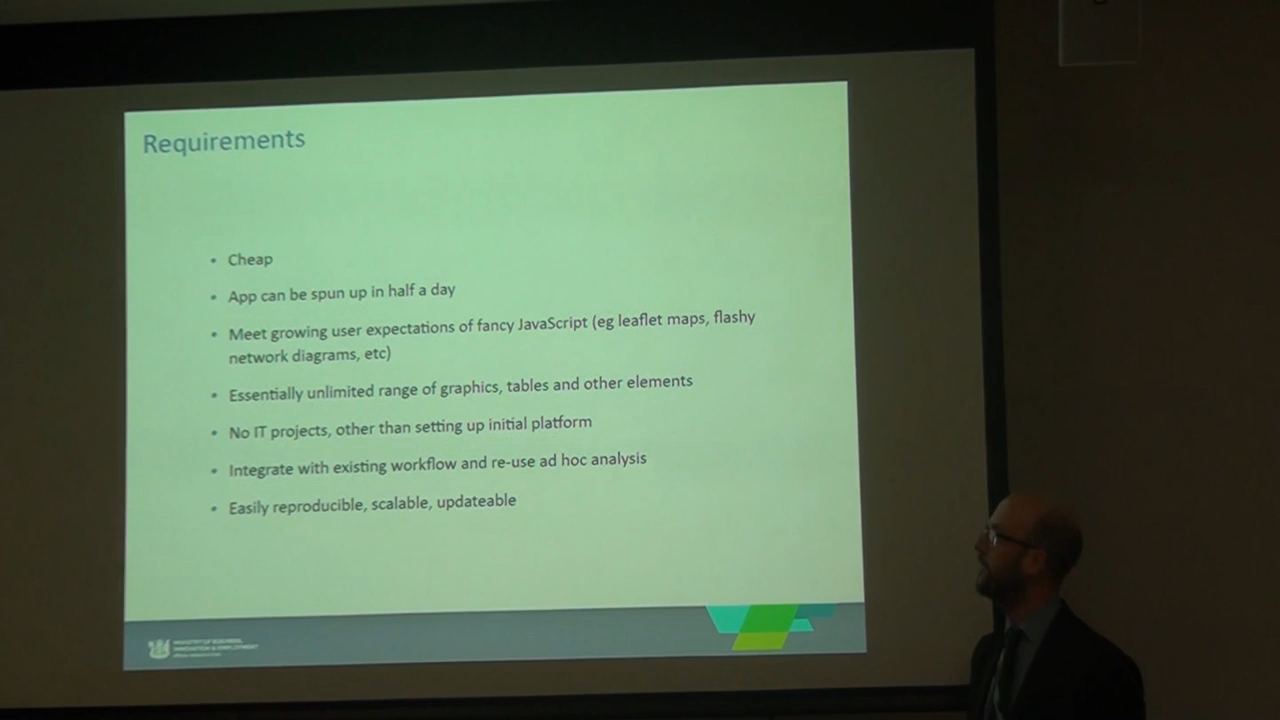 Requirements
• Cheap
• App can be spun up in half a day
• Meet growing user expectations of fancy JavaScript (eg leaflet maps, flashy
network diagrams, etc)
• Essentially unlimited range of graphics, tables and other elements
• No IT projects, other than setting up initial platform
• Integrate with existing workflow and re-use ad hoc analysis
• Easily reproducible, scalable, updateable
MINISTRY OF BUSINESS,
INNOVATION & EMPLOYMENT